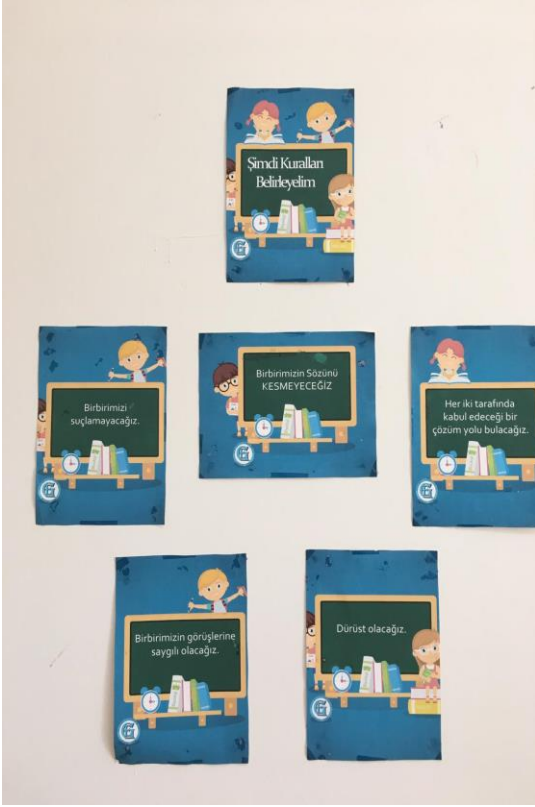 Şimdi Kuralları
Belirleyelim
Birbirimizi
suçlamayacağız.
Birbirimizin Sözünü
KESMEYECEĞİZ
Her iki tarafında
kabul edeceği bir
çözüm yolu bulacağız.
Birbirimizin görüşlerine
saygılı olacağız.
Dürüst olacağız.